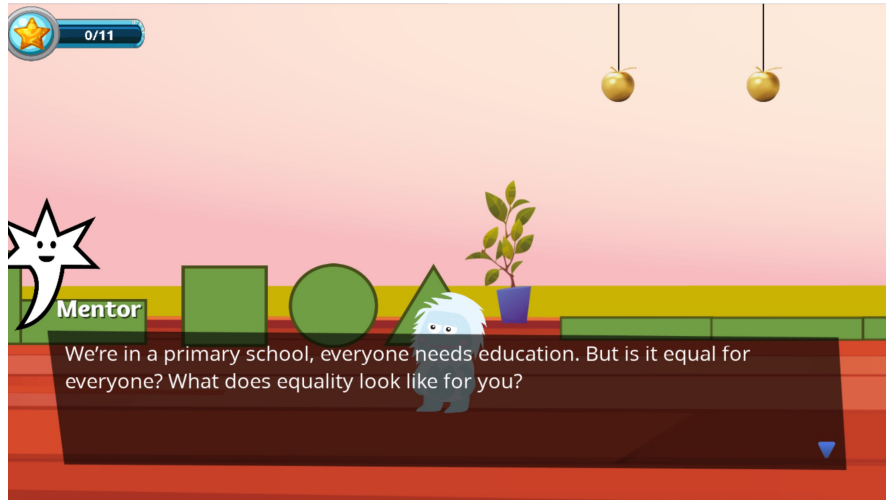 0/11
Mentor
We're in a primary school, everyone needs education. But is it equal for
everyone? What does equality look like for you?